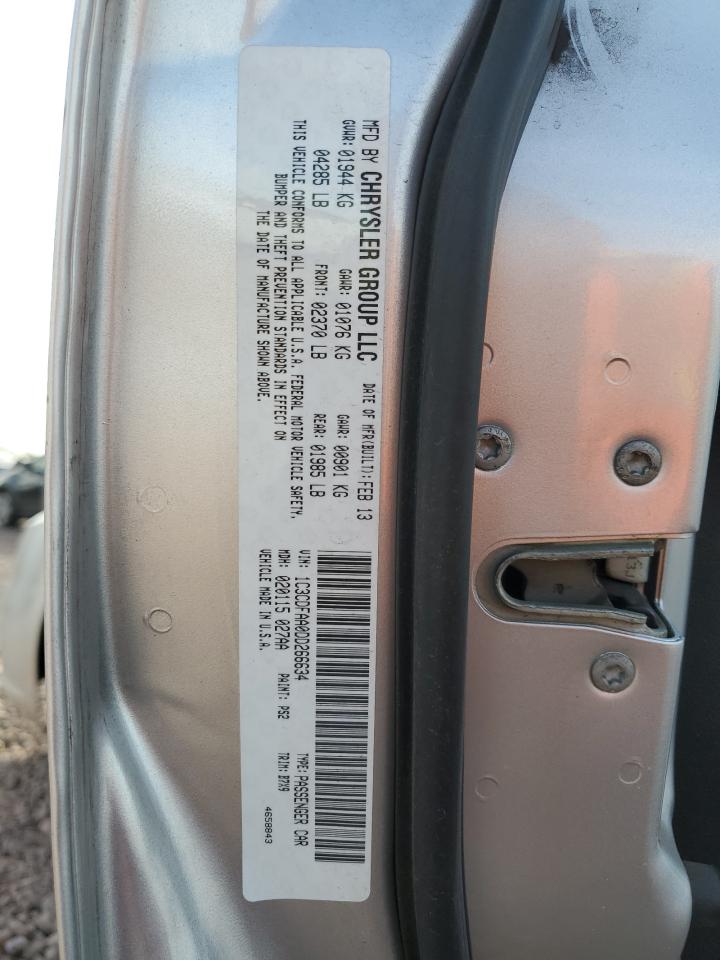 MFD BY CHRYSLER GROUP LLC DATE OF MFR(BUILT): FEB 13
GVWR: 01944 KG GAWR: 01076 KG GAWR: 00901 KG
04285 LB FRONT: 02370 LB REAR: 01985 LB
THIS VEHICLE CONFORMS TO ALL APPLICABLE U.S.A. FEDERAL MOTOR VEHICLE SAFETY,
BUMPER AND THEFT PREVENTION STANDARDS IN EFFECT ON
THE DATE OF MANUFACTURE SHOWN ABOVE.
VIN: 1C3CDFAA0DD266634 TYPE: PASSENGER CAR
MDH: 020115 027AA PAINT: PS2 TRIM: B7X9
VEHICLE MADE IN U.S.A. 4658843